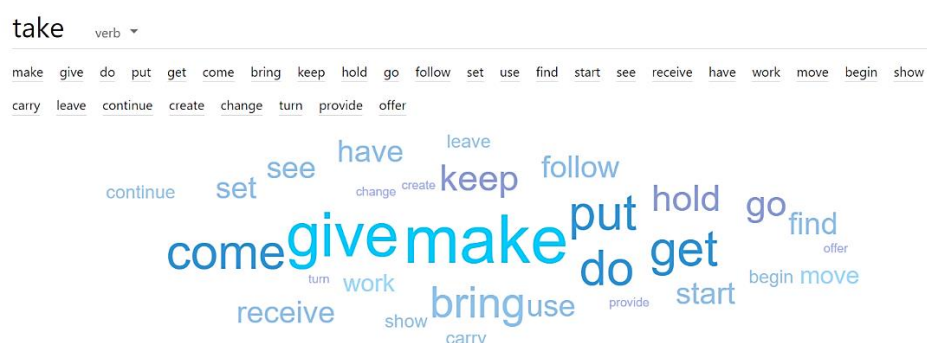 take verb
make give do put get come bring keep hold go follow set use find start see receive have work move begin show
carry leave continue create change turn provide offer
leave
have
see keep follow
continue set change create hold go
put find
give make
come do get offer
turn work begin move
bring use provide start
receive
show
carry